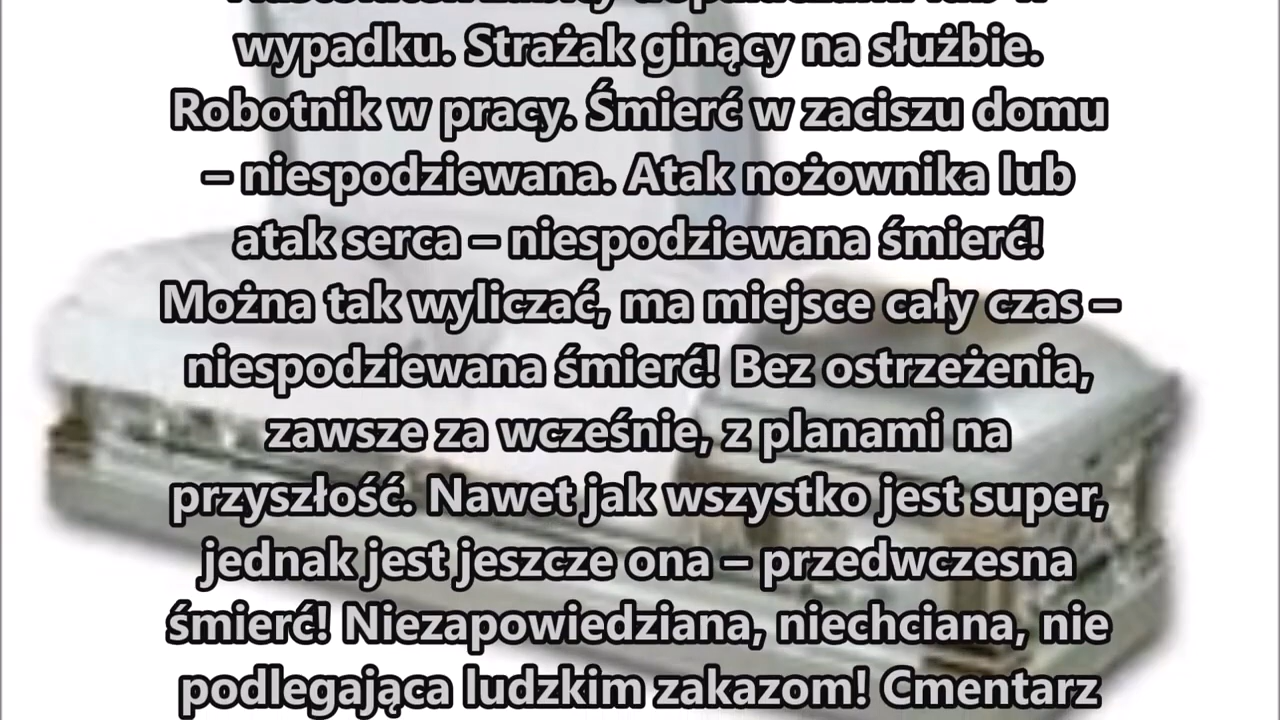 wypadku. Strażak ginący na służbie.
Robotnik w pracy. Śmierć w zaciszu domu
– niespodziewana. Atak nożownika lub
atak serca – niespodziewana śmierć!
Można tak wyliczać, ma miejsce cały czas –
niespodziewana śmierć! Bez ostrzeżenia,
zawsze za wcześnie, z planami na
przyszłość. Nawet jak wszystko jest super,
jednak jest jeszcze ona – przedwczesna
śmierć! Niezapowiedziana, niechciana, nie
podlegająca ludzkim zakazom! Cmentarz